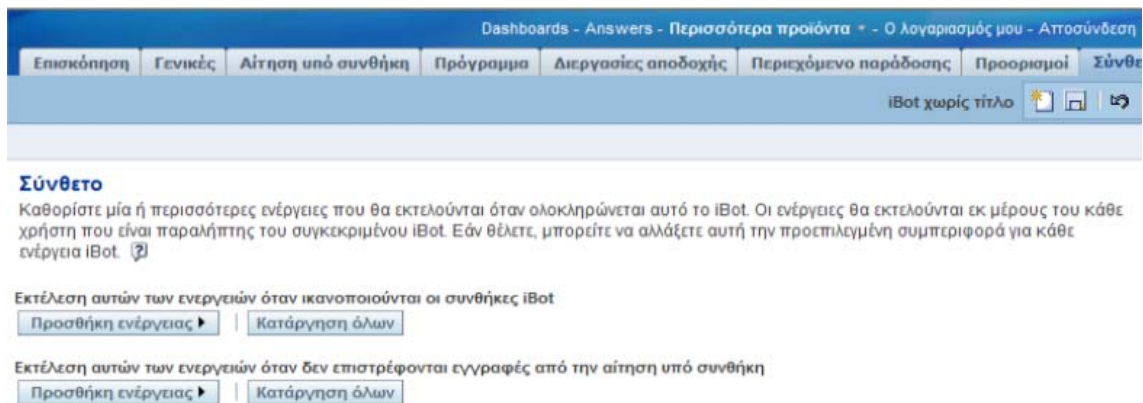 Dashboards - Answers - Περισσότερα προϊόντα - Ο λογαριασμός μου - Αποσύνδεση
Επισκόπηση Γενικές Αίτηση υπό συνθήκη Πρόγραμμα Διεργασίες αποδοχής Περιεχόμενο παράδοσης Προορισμοί Σύνθε
iBot χωρίς τίτλο
Σύνθετο
Καθορίστε μία ή περισσότερες ενέργειες που θα εκτελούνται όταν ολοκληρώνεται αυτό το iBot. Οι ενέργειες θα εκτελούνται εκ μέρους του κάθε
χρήστη που είναι παραλήπτης του συγκεκριμένου iBot. Εάν θέλετε, μπορείτε να αλλάξετε αυτή την προεπιλεγμένη συμπεριφορά για κάθε
ενέργεια iBot. ?
Εκτέλεση αυτών των ενεργειών όταν ικανοποιούνται οι συνθήκες iBot
Προσθήκη ενέργειας | Κατάργηση όλων
Εκτέλεση αυτών των ενεργειών όταν δεν επιστρέφονται εγγραφές από την αίτηση υπό συνθήκη
Προσθήκη ενέργειας | Κατάργηση όλων